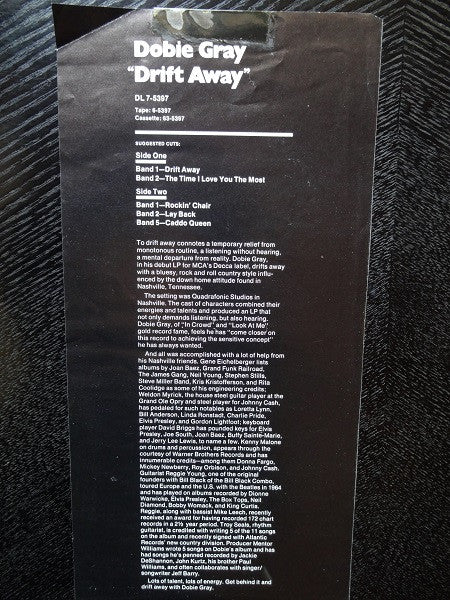 Dobie Gray
"Drift Away"
DL 7-5397
Tape: 6-5397
Cassette: 63-5397
SUGGESTED CUTS:
Side One
Band 1—Drift Away
Band 2—The Time I Love You The Most
Side Two
Band 1—Rockin' Chair
Band 2—Lay Back
Band 5—Caddo Queen
To drift away connotes a temporary relief from
monotonous routine, a listening without hearing,
a mental departure from reality. Dobie Gray,
in his debut LP for MCA's Decca label, drifts away
with a bluesy, rock and roll country style influ-
enced by the down home attitude found in
Nashville, Tennessee.
The setting was Quadrafonic Studios in
Nashville. The cast of characters combined their
energies and talents and produced an LP that
not only demands listening, but also hearing.
Dobie Gray, of "In Crowd" and "Look At Me"
gold record fame, feels he has "come closer on
this record to achieving the sensitive concept"
he has always wanted.
And all was accomplished with a lot of help from
his Nashville friends. Gene Eichelberger lists
albums by Joan Baez, Grand Funk Railroad,
The James Gang, Neil Young, Stephen Stills,
Steve Miller Band, Kris Kristofferson, and Rita
Coolidge as some of his engineering credits;
Weldon Myrick, the house steel guitar player at the
Grand Ole Opry and steel player for Johnny Cash,
has pedaled for such notables as Loretta Lynn,
Bill Anderson, Linda Ronstadt, Charlie Pride,
Elvis Presley, and Gordon Lightfoot; keyboard
player David Briggs has pounded keys for Elvis
Presley, Joe South, Joan Baez, Buffy Sainte-Marie,
and Jerry Lee Lewis, to name a few; Kenny Malone
on drums and percussion, appears through the
courtesy of Warner Brothers Records and has
innumerable credits—among them Donna Fargo,
Mickey Newberry, Roy Orbison, and Johnny Cash.
Guitarist Reggie Young, one of the original
founders with Bill Black of the Bill Black Combo,
toured Europe and the U.S. with the Beatles in 1964
and has played on albums recorded by Dionne
Warwicke, Elvis Presley, The Box Tops, Neil
Diamond, Bobby Womack, and King Curtis.
Reggie, along with bassist Mike Leech, recently
received an award for having recorded 172 chart
records in a 2½ year period. Troy Seals, rhythm
guitarist, is credited with writing 5 of the 11 songs
on the album and recently signed with Atlantic
Records' new country division. Producer Mentor
Williams wrote 5 songs on Dobie's album and has
had songs he's penned recorded by Jackie
DeShannon, John Kurtz, his brother Paul
Williams, and often collaborates with singer/
songwriter Jeff Barry.
Lots of talent, lots of energy. Get behind it and
drift away with Dobie Gray.